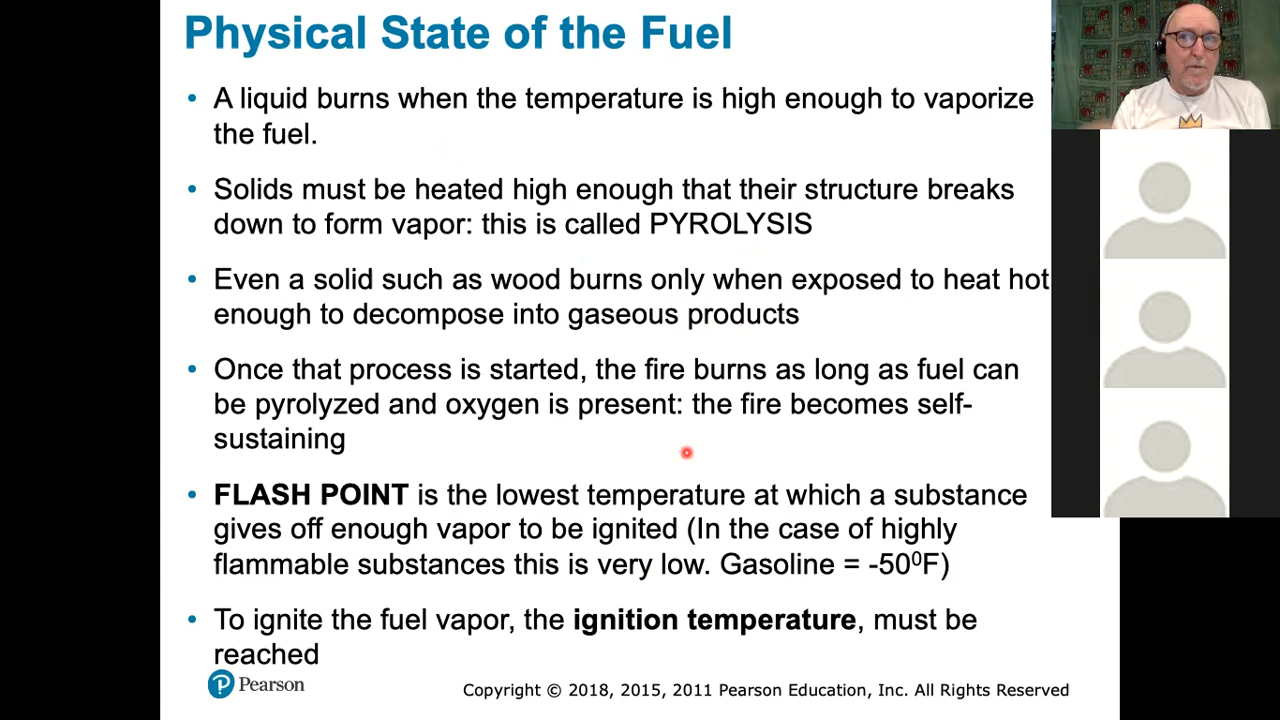 Physical State of the Fuel
• A liquid burns when the temperature is high enough to vaporize
the fuel.
• Solids must be heated high enough that their structure breaks
down to form vapor: this is called PYROLYSIS
• Even a solid such as wood burns only when exposed to heat hot
enough to decompose into gaseous products
• Once that process is started, the fire burns as long as fuel can
be pyrolyzed and oxygen is present: the fire becomes self-
sustaining
• FLASH POINT is the lowest temperature at which a substance
gives off enough vapor to be ignited (In the case of highly
flammable substances this is very low. Gasoline = -50⁰F)
• To ignite the fuel vapor, the ignition temperature, must be
reached
P Pearson
Copyright © 2018, 2015, 2011 Pearson Education, Inc. All Rights Reserved